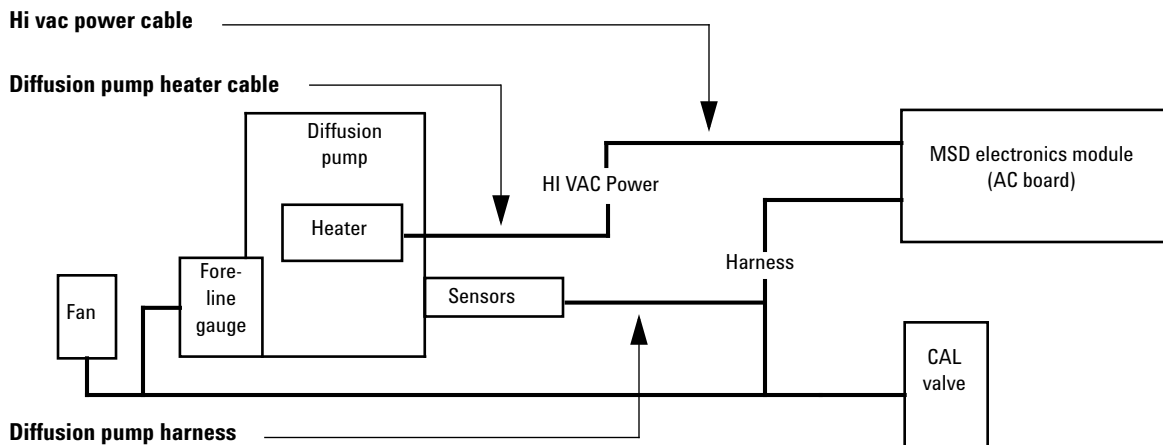 Hi vac power cable
Diffusion pump heater cable
Diffusion
pump
MSD electronics module
(AC board)
HI VAC Power
Heater
Fore-
line
gauge
Harness
Fan
Sensors
CAL
valve
Diffusion pump harness